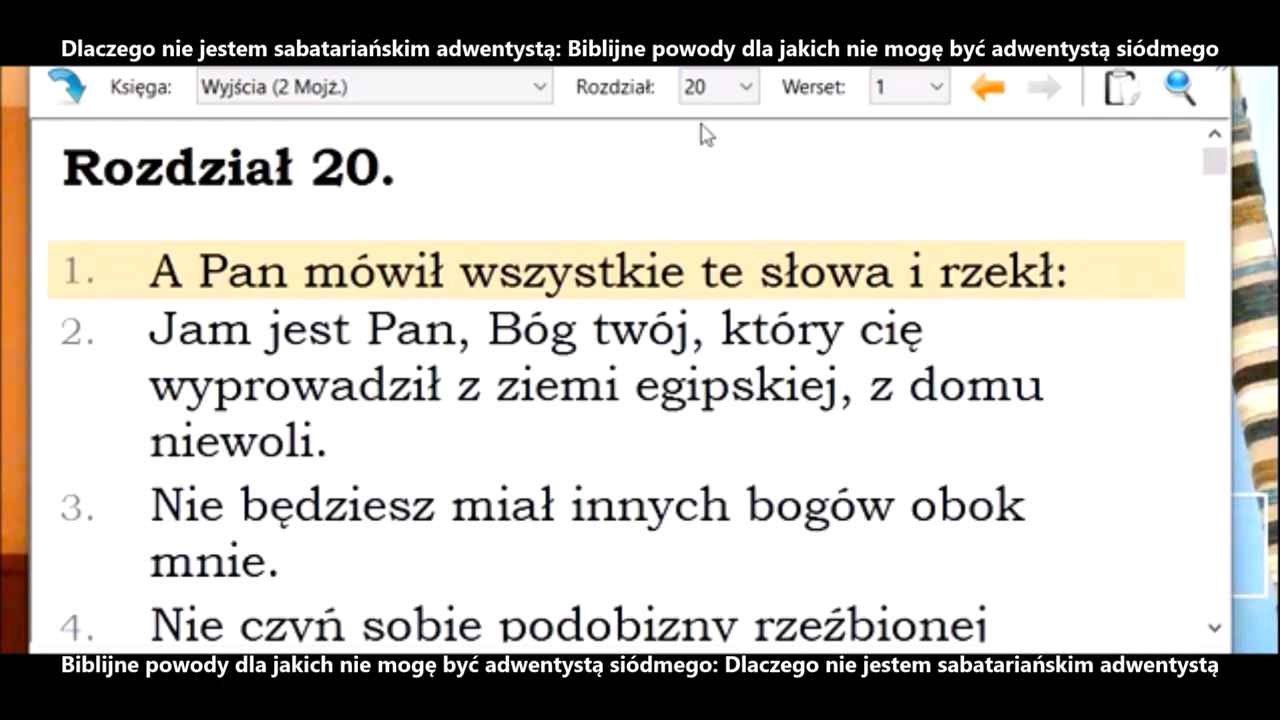 Dlaczego nie jestem sabatariańskim adwentystą: Biblijne powody dla jakich nie mogę być adwentystą siódmego
Księga: Wyjścia (2 Mojż.) Rozdział: 20 Werset: 1
Rozdział 20.
1. A Pan mówił wszystkie te słowa i rzekł:
2. Jam jest Pan, Bóg twój, który cię
wyprowadził z ziemi egipskiej, z domu
niewoli.
3. Nie będziesz miał innych bogów obok
mnie.
4. Nie czyń sobie podobizny rzeźbionej
Biblijne powody dla jakich nie mogę być adwentystą siódmego: Dlaczego nie jestem sabatariańskim adwentystą